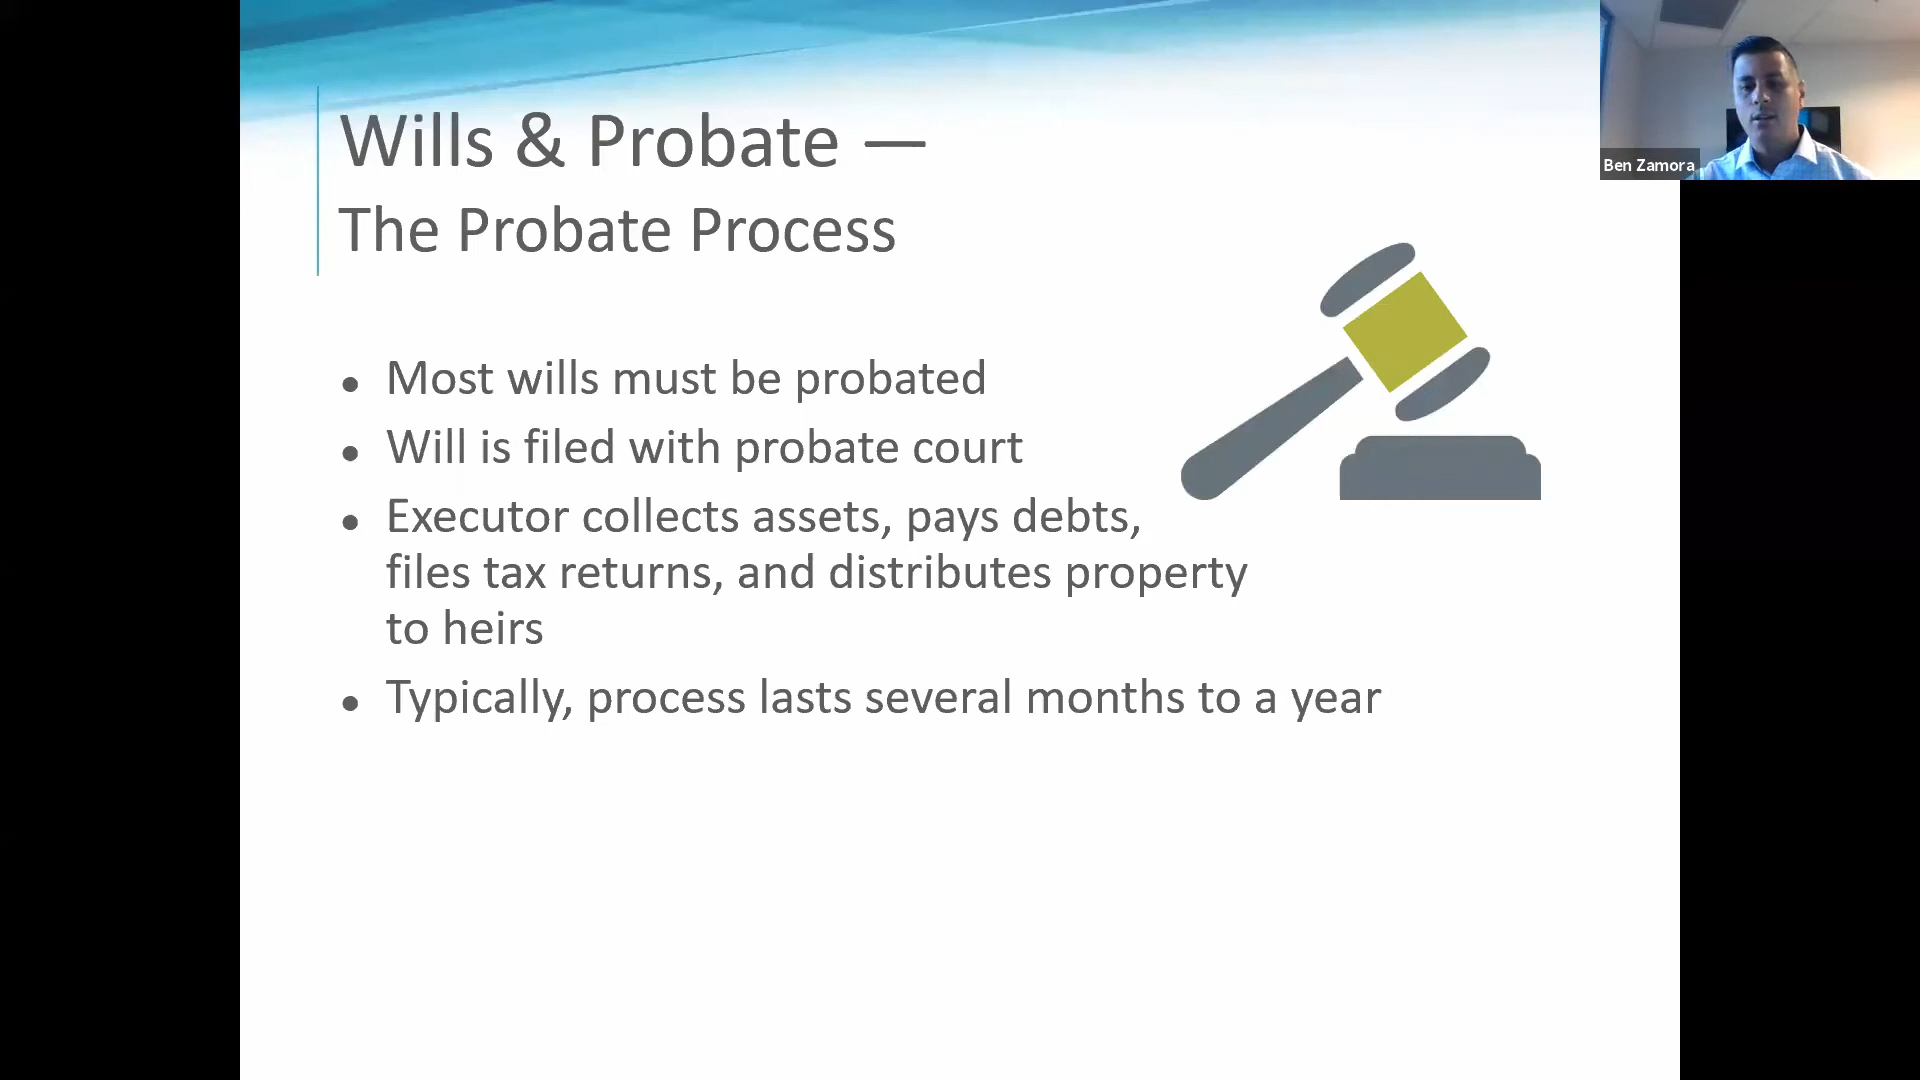 Wills & Probate —
The Probate Process
Ben Zamora
• Most wills must be probated
• Will is filed with probate court
• Executor collects assets, pays debts,
files tax returns, and distributes property
to heirs
• Typically, process lasts several months to a year